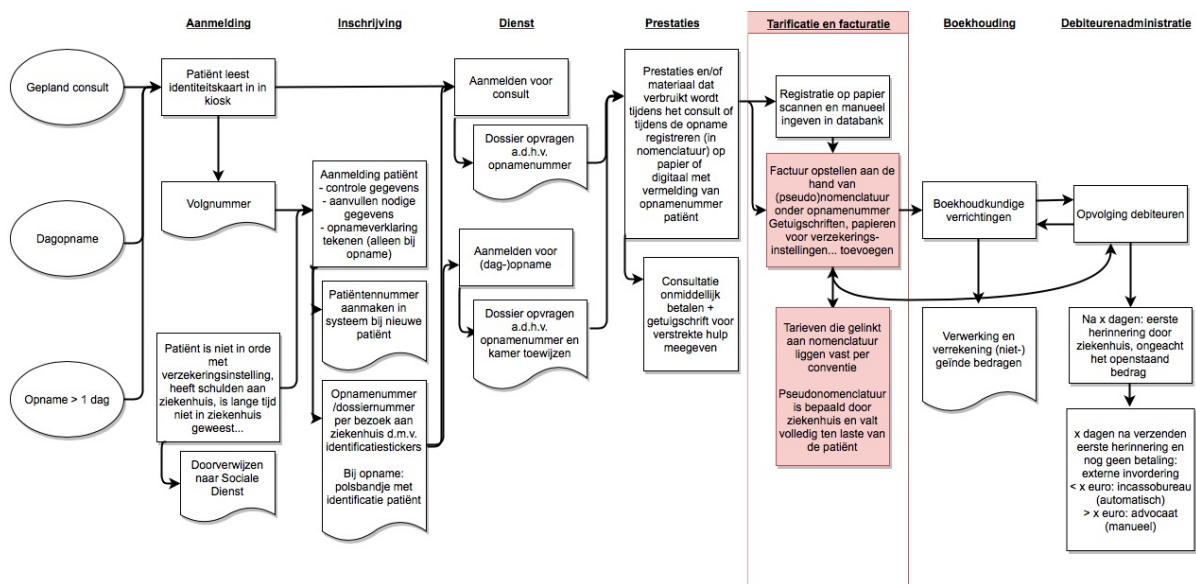 Aanmelding
Inschrijving
Dienst
Prestaties
Tarificatie en facturatie
Boekhouding
Debiteurenadministratie
Gepland consult
Dagopname
Opname > 1 dag
Patiënt leest
identiteitskaart in in
kiosk
Volgnummer
Patiënt is niet in orde
met
verzekeringsinstelling,
heeft schulden aan
ziekenhuis, is lange tijd
niet in ziekenhuis
geweest...
Doorverwijzen
naar Sociale
Dienst
Aanmelding patiënt
- controle gegevens
- aanvullen nodige
gegevens
- opnameverklaring
tekenen (alleen bij
opname)
Patiëntennummer
aanmaken in
systeem bij nieuwe
patiënt
Opnamenummer
/dossiernummer
per bezoek aan
ziekenhuis d.m.v.
identificatiestickers
Bij opname:
polsbandje met
identificatie patiënt
Aanmelden voor
consult
Dossier opvragen
a.d.h.v.
opnamenummer
Aanmelden voor
(dag-)opname
Dossier opvragen
a.d.h.v.
opnamenummer en
kamer toewijzen
Prestaties en/of
materiaal dat
verbruikt wordt
tijdens het consult of
tijdens de opname
registreren (in
nomenclatuur) op
papier of
digitaal met
vermelding van
opnamenummer
patiënt
Consultatie
onmiddellijk
betalen +
getuigschrift voor
verstrekte hulp
meegeven
Registratie op papier
scannen en manueel
ingeven in databank
Factuur opstellen aan de
hand van
(pseudo)nomenclatuur
onder opnamenummer
Getuigschriften, papieren
voor verzekerings-
instellingen... toevoegen
Tarieven die gelinkt
aan nomenclatuur
liggen vast per
conventie
Pseudonomenclatuur
is bepaald door
ziekenhuis en valt
volledig ten laste van
de patiënt
Boekhoudkundige
verrichtingen
Verwerking en
verrekening (niet-)
geïnde bedragen
Opvolging debiteuren
Na x dagen: eerste
herinnering door
ziekenhuis, ongeacht
het openstaand
bedrag
x dagen na verzenden
eerste herinnering en
nog geen betaling:
externe invordering
< x euro: incassobureau
(automatisch)
> x euro: advocaat
(manueel)